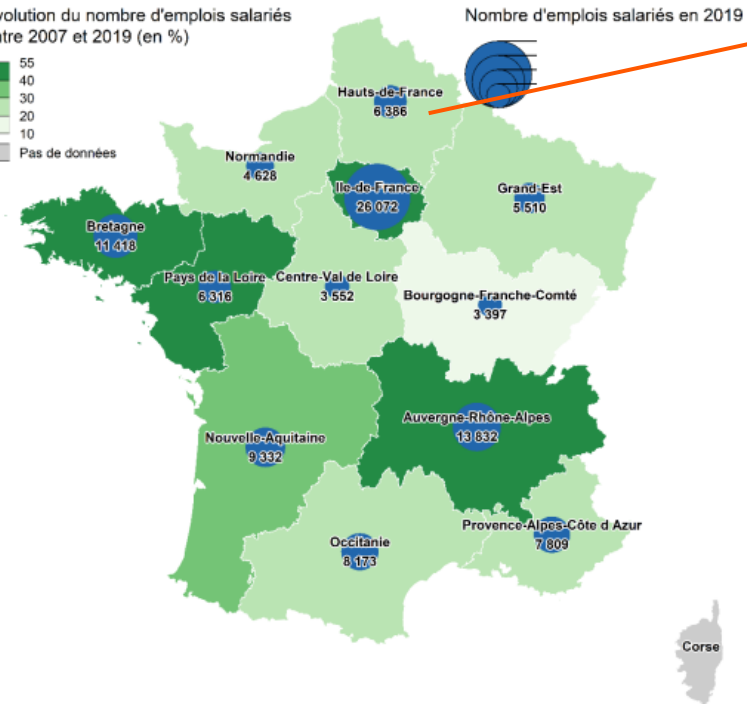 volution du nombre d'emplois salariés
ntre 2007 et 2019 (en %)
Nombre d'emplois salariés en 2019
55
40
30
20
10
Pas de données
Hauts-de-France
6 386
Normandie
4 628
Ile-de-France
26 072
Grand-Est
5 510
Bretagne
11 418
Pays de la Loire
6 316
Centre-Val de Loire
3 552
Bourgogne-Franche-Comté
3 397
Auvergne-Rhône-Alpes
13 832
Nouvelle-Aquitaine
9 332
Provence-Alpes-Côte d Azur
7 809
Occitanie
8 173
Corse